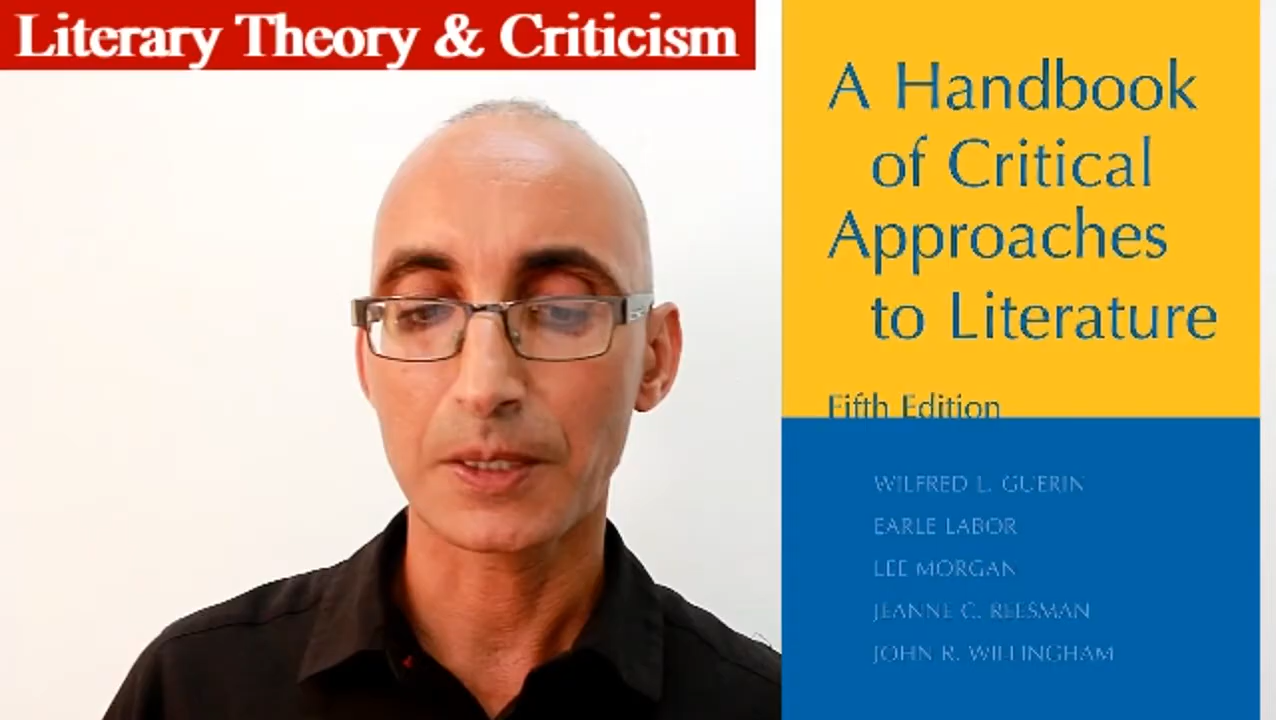 Literary Theory & Criticism
A Handbook
of Critical
Approaches
to Literature
Fifth Edition
WILFRED L. GUERIN
EARLE LABOR
LEE MORGAN
JEANNE C. REESMAN
JOHN R. WILLINGHAM